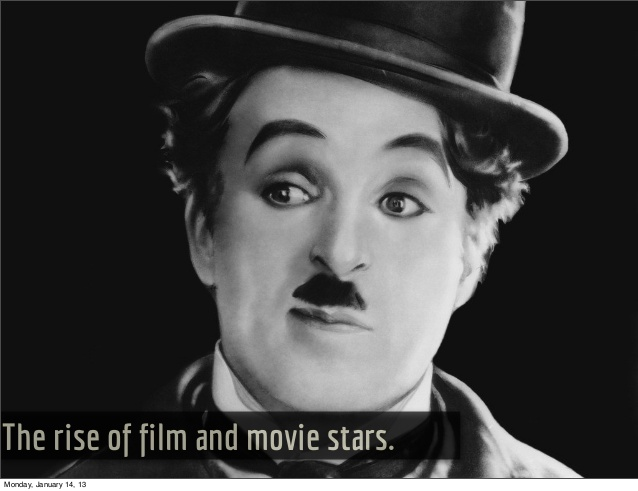 The rise of film and movie stars.
Monday, January 14, 13